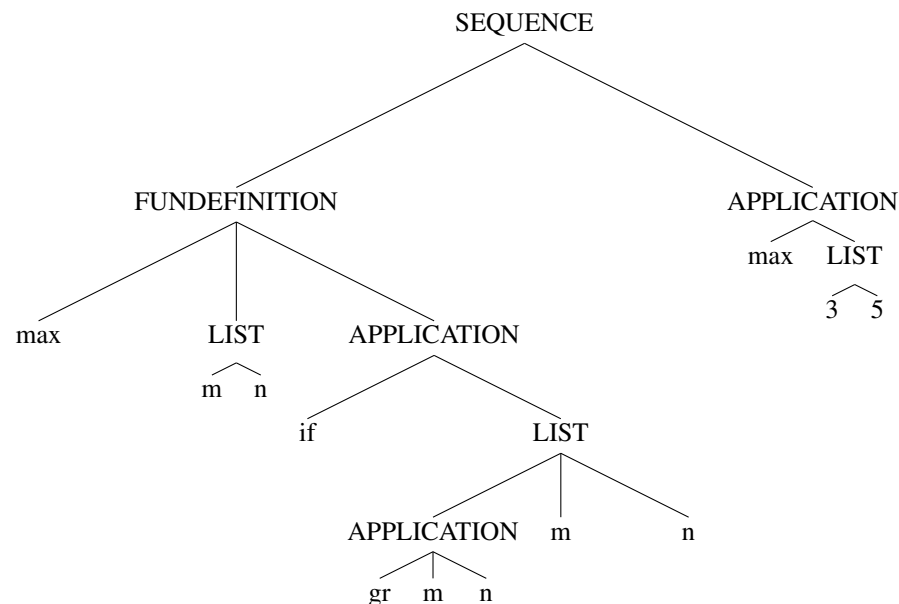 SEQUENCE
FUNDEFINITION APPLICATION
max LIST
3 5
max LIST APPLICATION
m n
if LIST
APPLICATION m n
gr m n